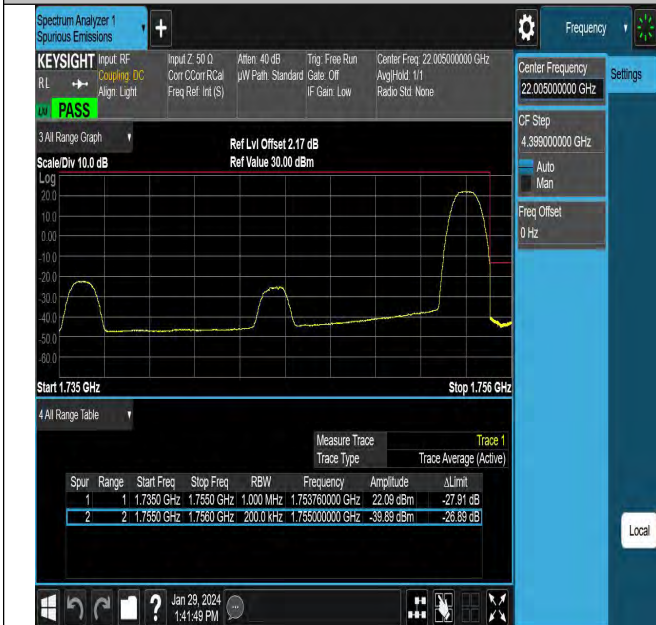 Spectrum Analyzer 1
Spurious Emissions
Frequency
KEYSIGHT
RL
PASS
Input: RF
Coupling: DC
Align: Light
Input Z: 50 Ω
Corr CCorr RCal
Freq Ref: Int (S)
Atten: 40 dB
µW Path: Standard
Trig: Free Run
Gate: Off
IF Gain: Low
Center Freq: 22.005000000 GHz
Avg|Hold: 1/1
Radio Std: None
Center Frequency
22.005000000 GHz
Settings
CF Step
4.399000000 GHz
Auto
Man
Freq Offset
0 Hz
Local
3 All Range Graph
Scale/Div 10.0 dB
Ref Lvl Offset 2.17 dB
Ref Value 30.00 dBm
Log
20.0
10.0
0.00
-10.0
-20.0
-30.0
-40.0
-50.0
-60.0
Start 1.735 GHz Stop 1.756 GHz
4 All Range Table
Measure Trace Trace 1
Trace Type Trace Average (Active)
Spur Range Start Freq Stop Freq RBW Frequency Amplitude ΔLimit
1 1 1.7350 GHz 1.7550 GHz 1.000 MHz 1.753760000 GHz 22.09 dBm -27.91 dB
2 2 1.7550 GHz 1.7560 GHz 200.0 kHz 1.755000000 GHz -39.89 dBm -26.89 dB
Jan 29, 2024
1:41:49 PM